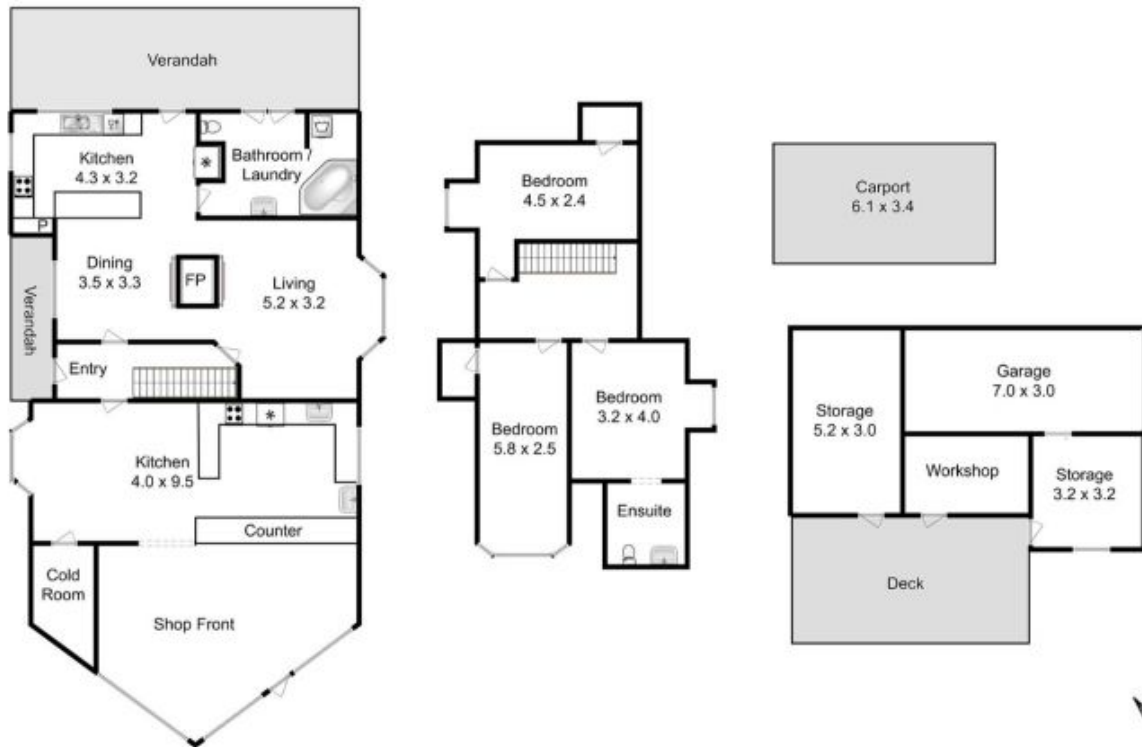 Verandah
Kitchen
4.3 x 3.2
Bathroom /
Laundry
*
P
Dining
3.5 x 3.3
FP
Living
5.2 x 3.2
Verandah
Entry
*
Kitchen
4.0 x 9.5
Counter
Cold
Room
Shop Front
Bedroom
4.5 x 2.4
Bedroom
5.8 x 2.5
Bedroom
3.2 x 4.0
Ensuite
Carport
6.1 x 3.4
Garage
7.0 x 3.0
Storage
5.2 x 3.0
Workshop
Storage
3.2 x 3.2
Deck